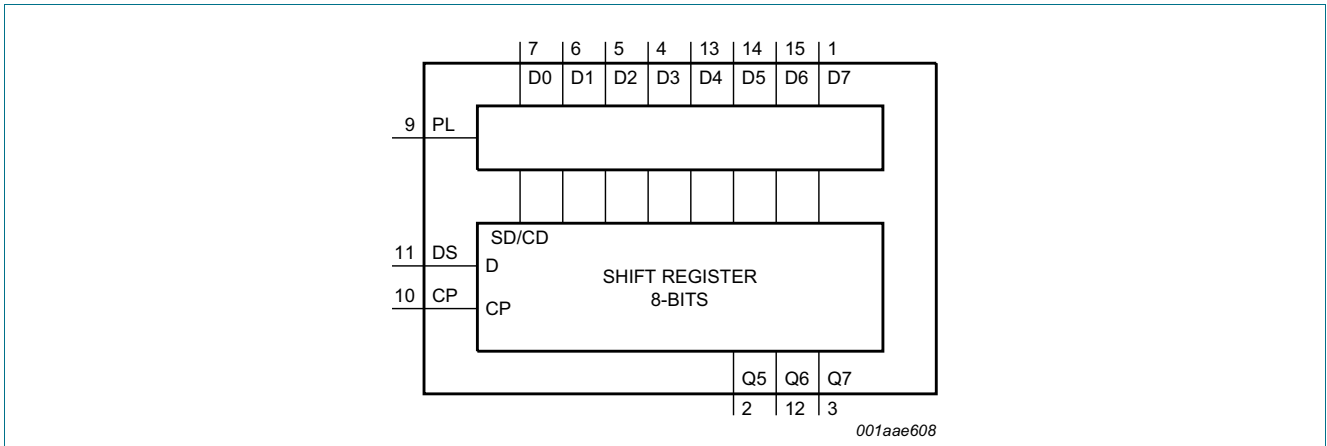 7 6 5 4 13 14 15 1
D0 D1 D2 D3 D4 D5 D6 D7
9 PL
SD/CD
11 DS
D
SHIFT REGISTER
8-BITS
10 CP
CP
Q5 Q6 Q7
2 12 3
001aae608